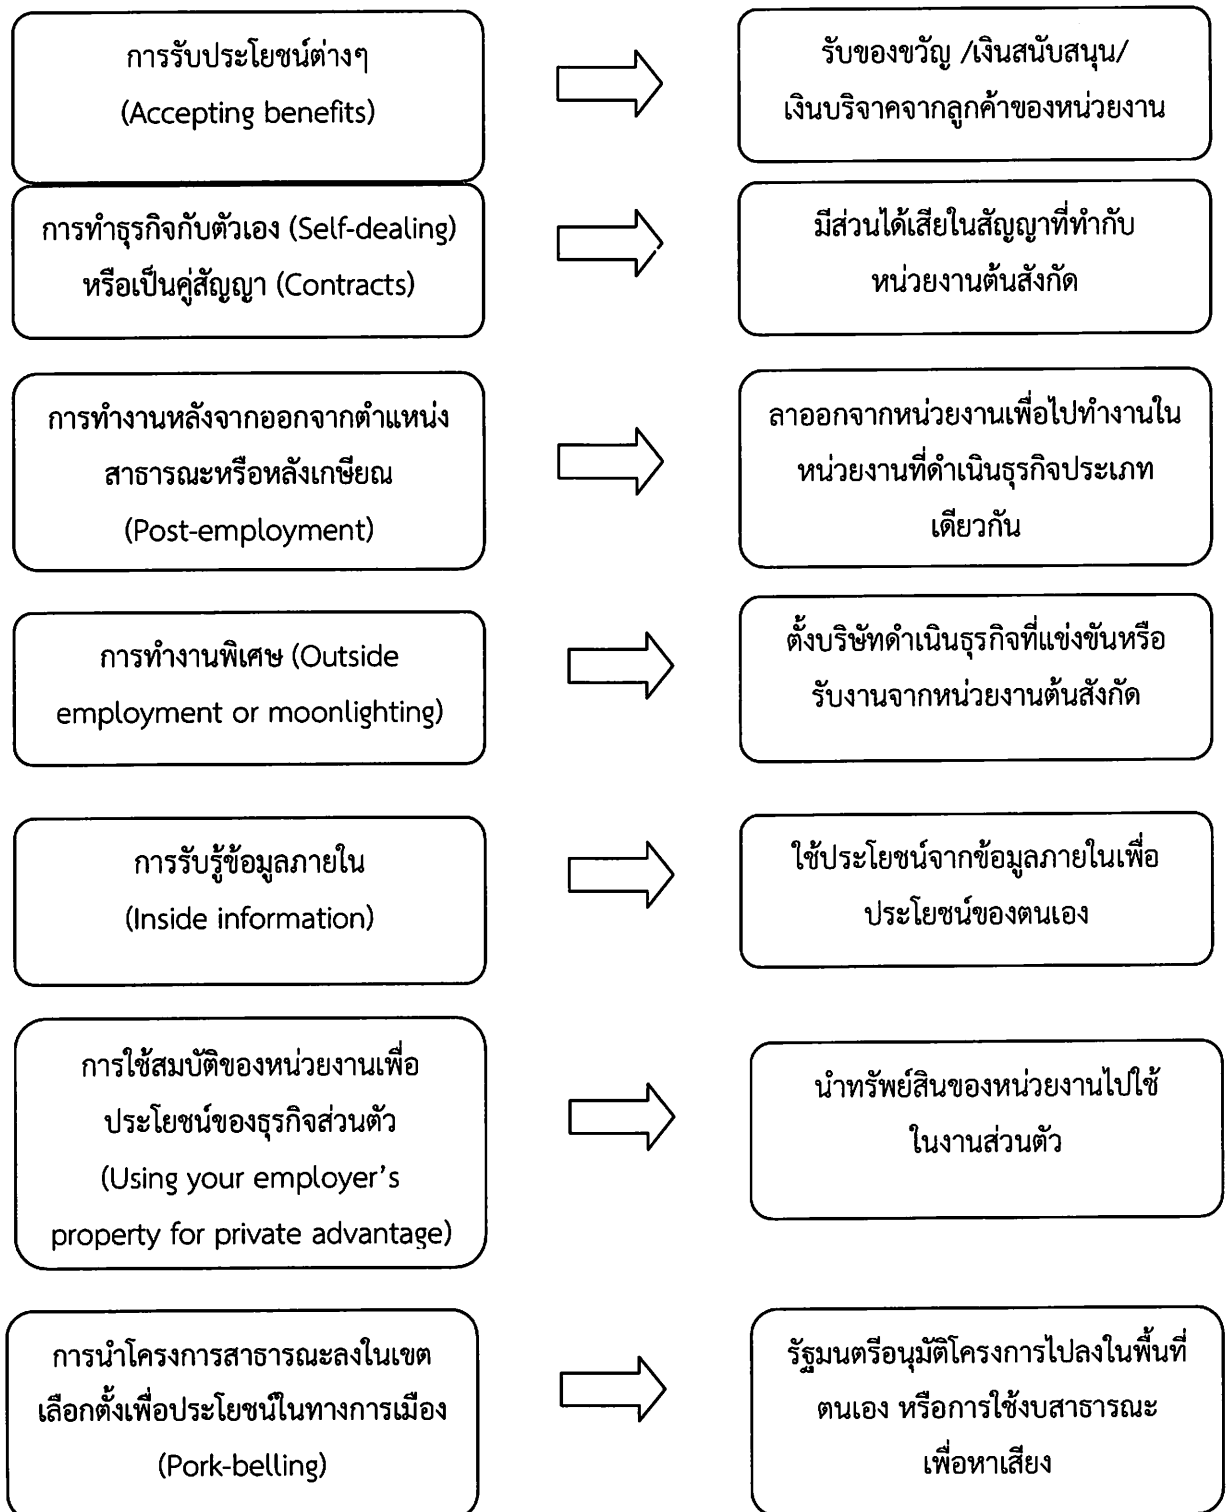 การรับประโยชน์ต่างๆ
(Accepting benefits)
รับของขวัญ /เงินสนับสนุน/
เงินบริจาคจากลูกค้าของหน่วยงาน
การทำธุรกิจกับตัวเอง (Self-dealing)
หรือเป็นคู่สัญญา (Contracts)
มีส่วนได้เสียในสัญญาที่ทำกับ
หน่วยงานต้นสังกัด
การทำงานหลังจากออกจากตำแหน่ง
สาธารณะหรือหลังเกษียณ
(Post-employment)
ลาออกจากหน่วยงานเพื่อไปทำงานใน
หน่วยงานที่ดำเนินธุรกิจประเภท
เดียวกัน
การทำงานพิเศษ (Outside
employment or moonlighting)
ตั้งบริษัทดำเนินธุรกิจที่แข่งขันหรือ
รับงานจากหน่วยงานต้นสังกัด
การรับรู้ข้อมูลภายใน
(Inside information)
ใช้ประโยชน์จากข้อมูลภายในเพื่อ
ประโยชน์ของตนเอง
การใช้สมบัติของหน่วยงานเพื่อ
ประโยชน์ของธุรกิจส่วนตัว
(Using your employer's
property for private advantage)
นำทรัพย์สินของหน่วยงานไปใช้
ในงานส่วนตัว
การนำโครงการสาธารณะลงในเขต
เลือกตั้งเพื่อประโยชน์ในทางการเมือง
(Pork-belling)
รัฐมนตรีอนุมัติโครงการไปลงในพื้นที่
ตนเอง หรือการใช้งบสาธารณะ
เพื่อหาเสียง